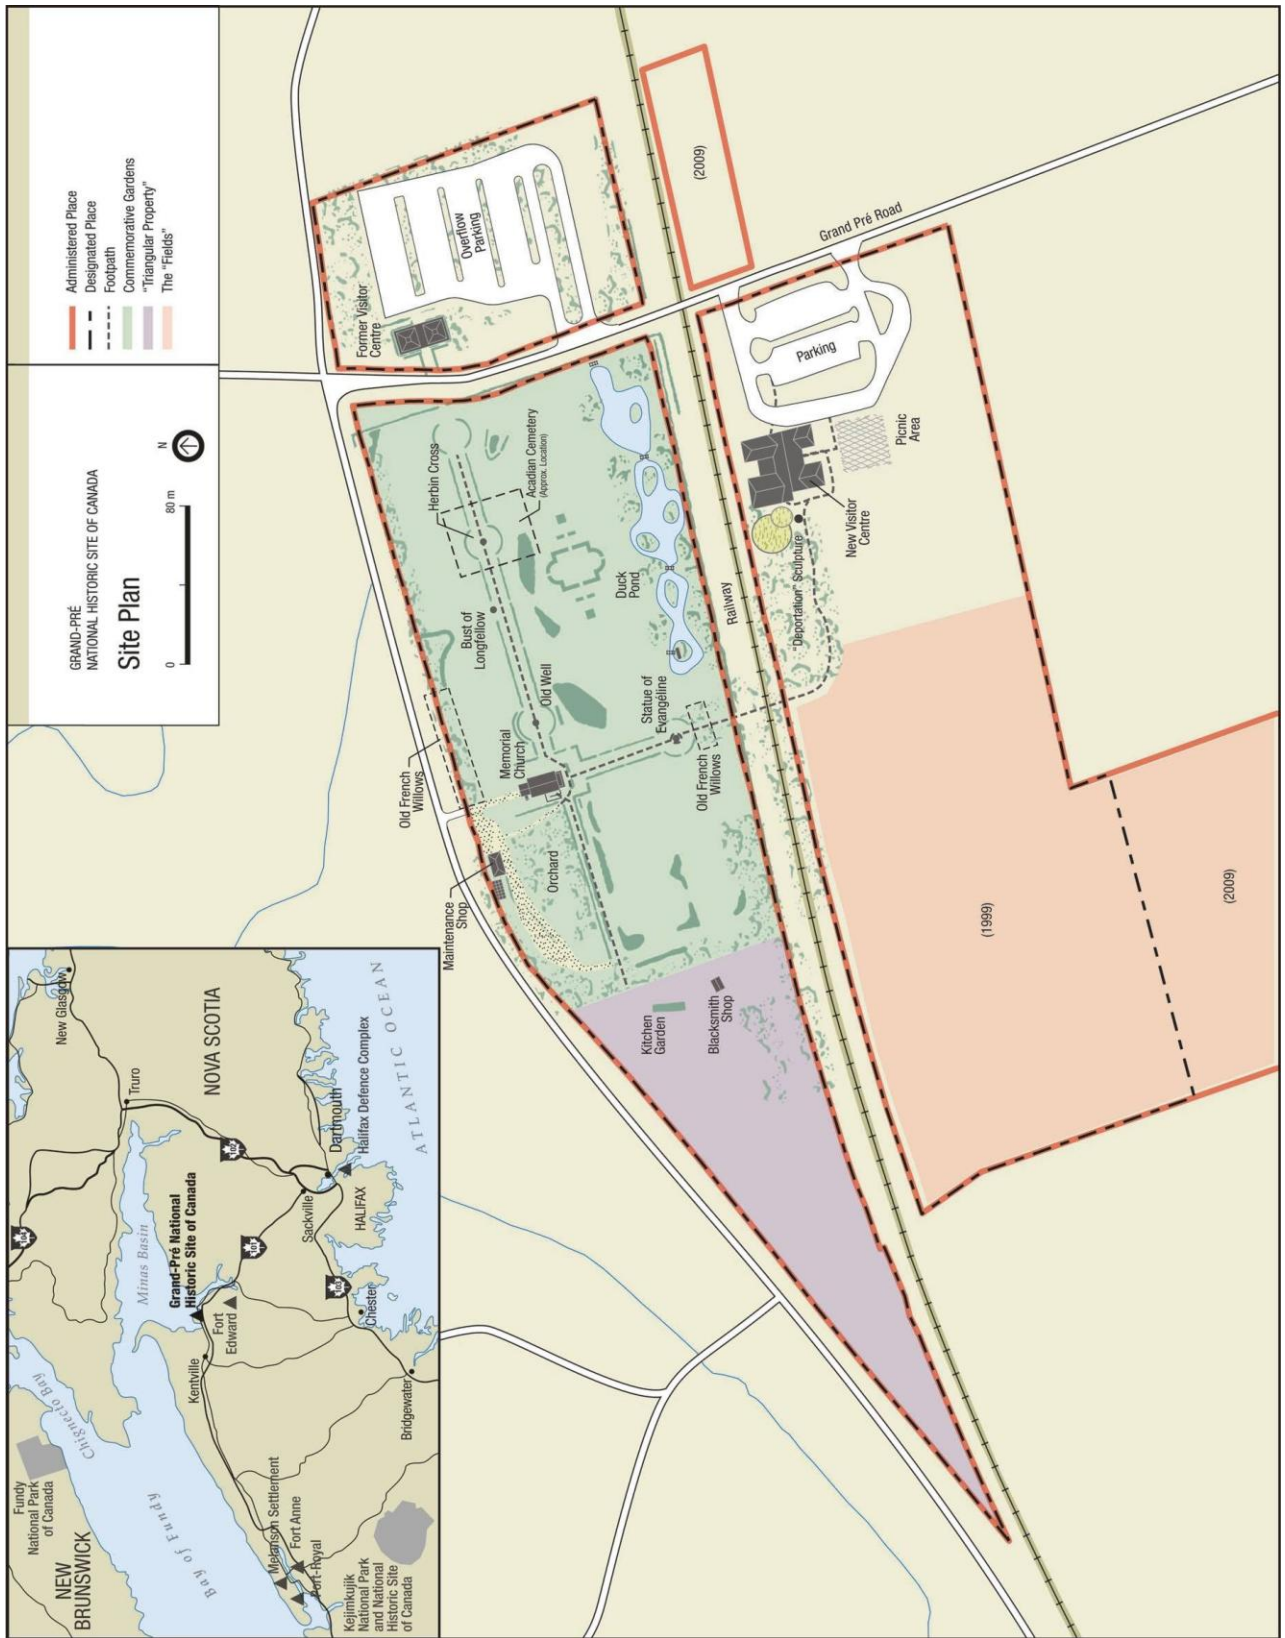 GRAND-PRÉ
NATIONAL HISTORIC SITE OF CANADA
Site Plan
0
80 m
N
Administered Place
Designated Place
Footpath
Commemorative Gardens
"Triangular Property"
The "Fields"
NEW
BRUNSWICK
Fundy
National Park
of Canada
Chignecto Bay
Bay of Fundy
Minas Basin
104
New Glasgow
Truro
NOVA SCOTIA
102
Grand-Pré National
Historic Site of Canada
Kentville
Fort
Edward
101
Sackville
Dartmouth
Halifax Defence Complex
HALIFAX
103
Chester
Bridgewater
ATLANTIC OCEAN
Melanson Settlement
Fort Anne
Port-Royal
Kejimkujik
National Park
and National
Historic Site
of Canada
Former Visitor
Centre
Overflow
Parking
(2009)
Grand Pré Road
Old French
Willows
Maintenance
Shop
Orchard
Memorial
Church
Old Well
Bust of
Longfellow
Herbin Cross
Acadian Cemetery
(Approx. Location)
Duck
Pond
Statue of
Evangéline
Old French
Willows
Kitchen
Garden
Blacksmith
Shop
Railway
Parking
Picnic
Area
New Visitor
Centre
"Deportation" Sculpture
(1999)
(2009)